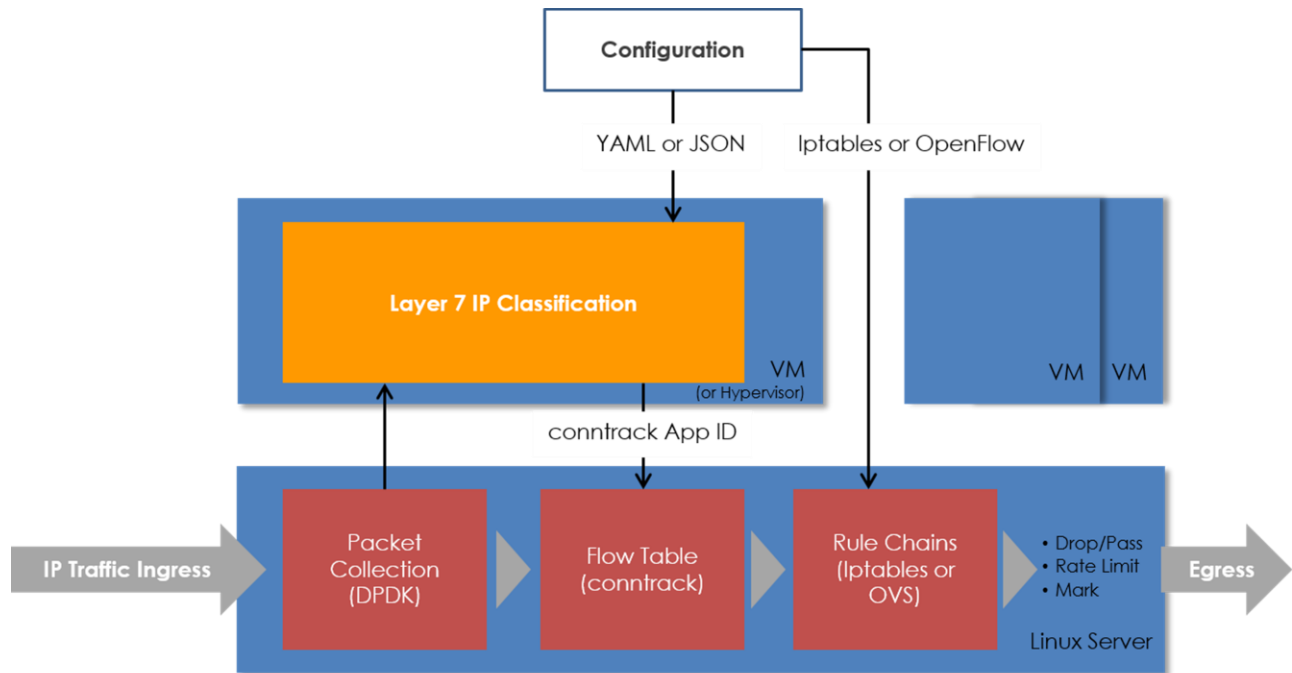 Configuration
YAML or JSON
Iptables or OpenFlow
Layer 7 IP Classification
VM
(or Hypervisor)
VM
VM
conntrack App ID
IP Traffic Ingress
Packet
Collection
(DPDK)
Flow Table
(conntrack)
Rule Chains
(Iptables or
OVS)
• Drop/Pass
• Rate Limit
• Mark
Egress
Linux Server